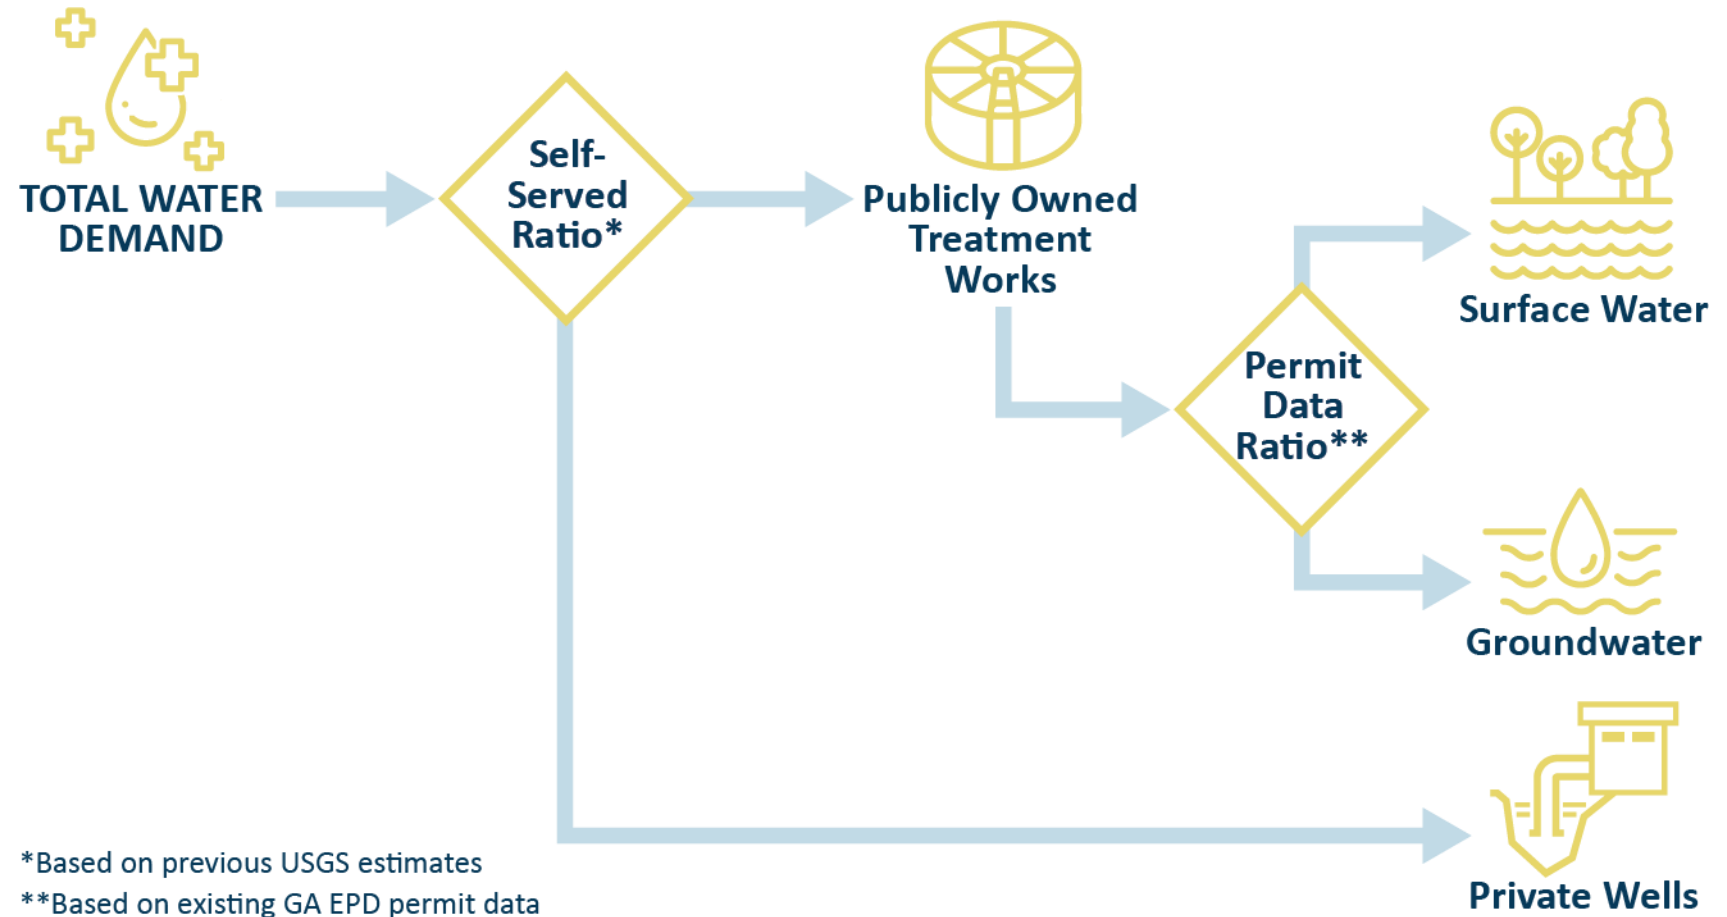 TOTAL WATER
DEMAND
Self-
Served
Ratio*
Publicly Owned
Treatment
Works
Permit
Data
Ratio**
Surface Water
Groundwater
Private Wells
*Based on previous USGS estimates
**Based on existing GA EPD permit data